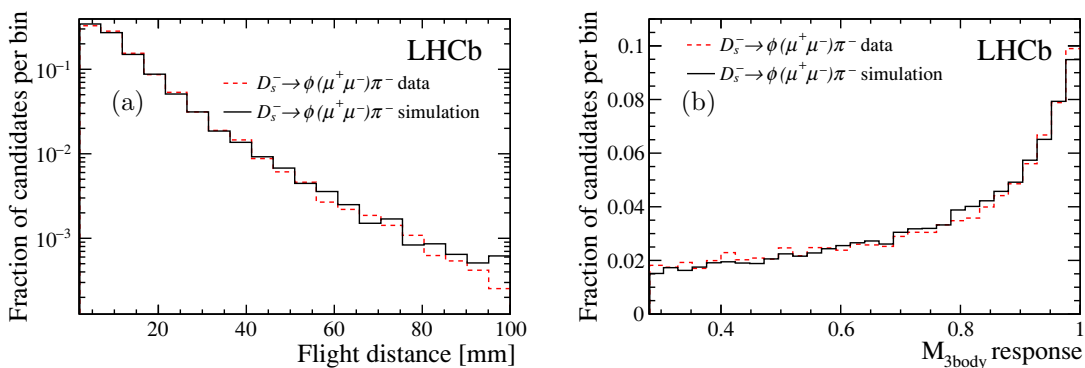 Fraction of candidates per bin
10⁻¹
10⁻²
10⁻³
LHCb
D_s⁻→ϕ(μ⁺μ⁻)π⁻ data
D_s⁻→ϕ(μ⁺μ⁻)π⁻ simulation
(a)
20 40 60 80 100
Flight distance [mm]
Fraction of candidates per bin
0.1
0.08
0.06
0.04
0.02
0
LHCb
D_s⁻→ϕ(μ⁺μ⁻)π⁻ data
D_s⁻→ϕ(μ⁺μ⁻)π⁻ simulation
(b)
0.4 0.6 0.8 1
M_3body response